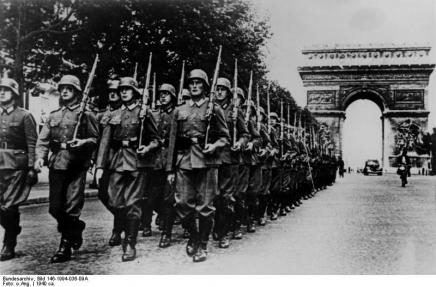 Bundesarchiv, Bild 146-1994-036-09A
Foto: o.Ang. | 1940 ca.